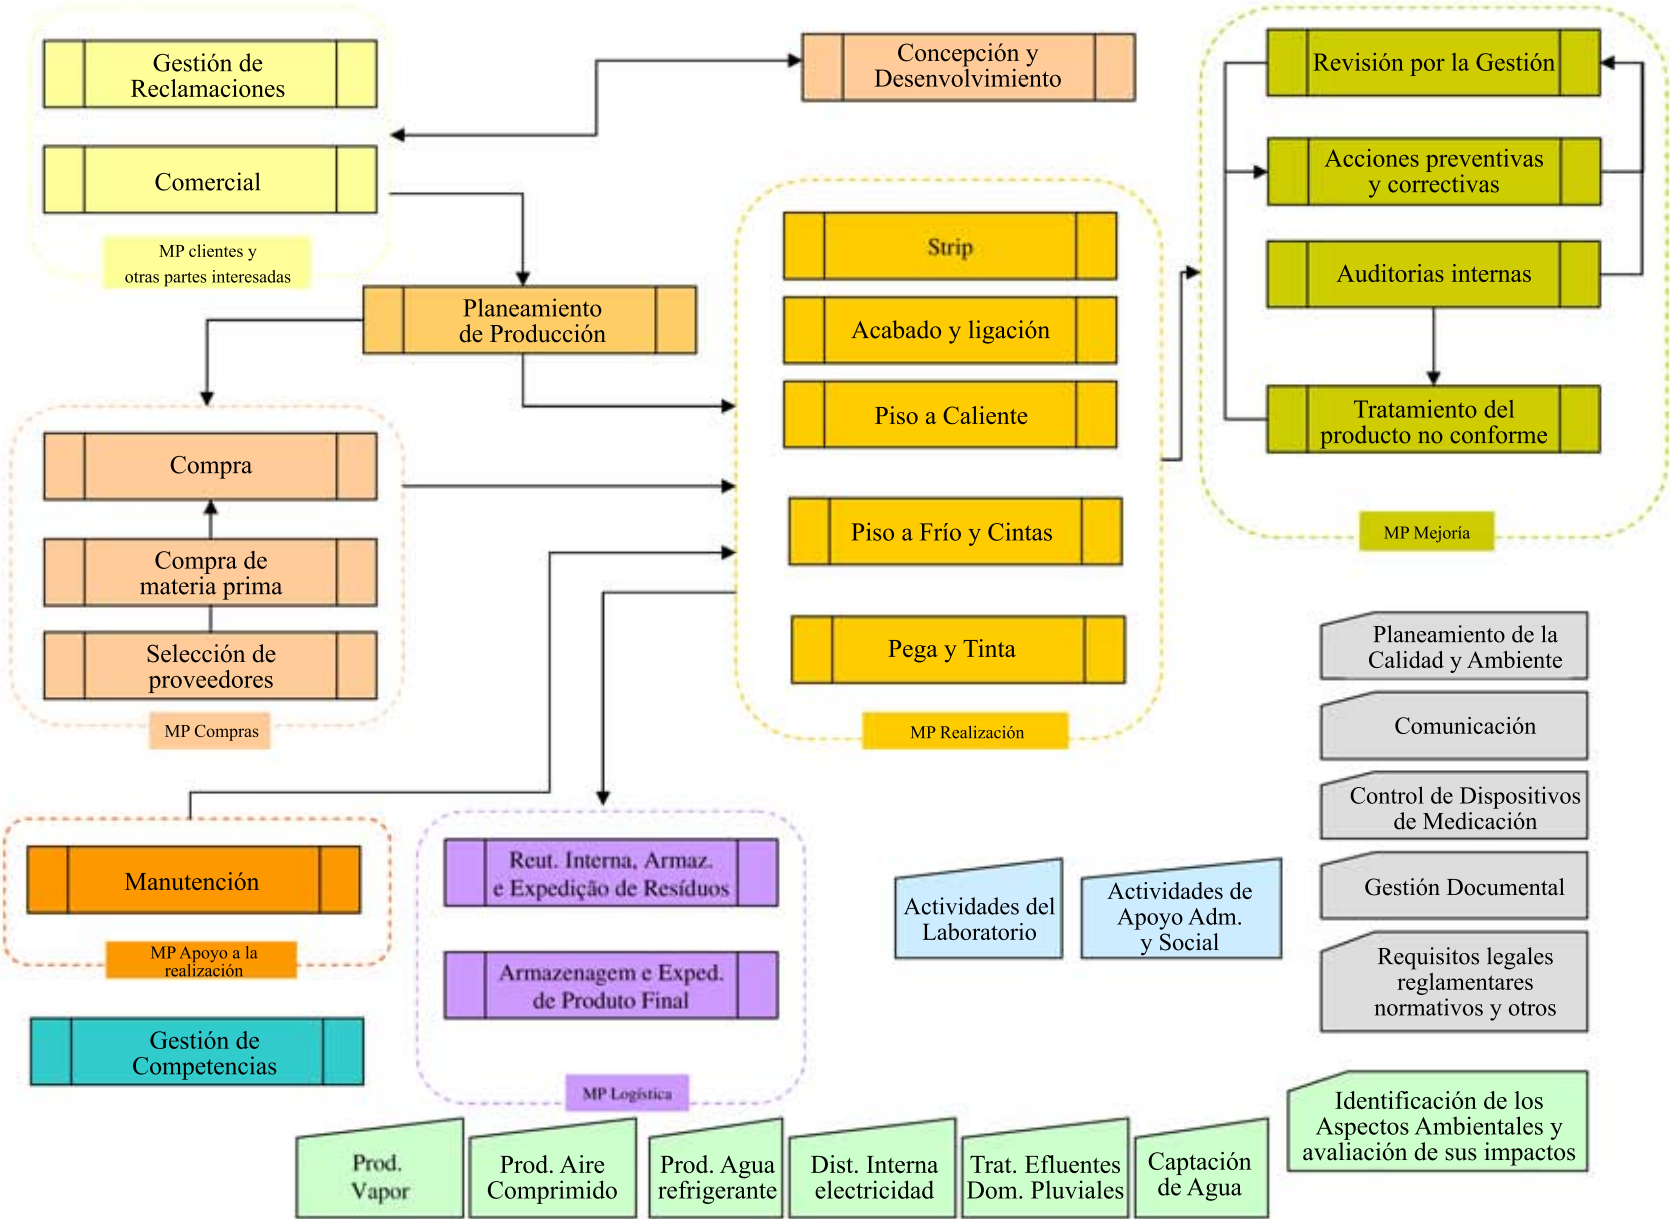 Gestión de
Reclamaciones
Comercial
MP clientes y
otras partes interesadas
Concepción y
Desenvolvimiento
Planeamiento
de Producción
Compra
Compra de
materia prima
Selección de
proveedores
MP Compras
Strip
Acabado y ligación
Piso a Caliente
Piso a Frío y Cintas
Pega y Tinta
MP Realización
Revisión por la Gestión
Acciones preventivas
y correctivas
Auditorias internas
Tratamiento del
producto no conforme
MP Mejoría
Manutención
MP Apoyo a la
realización
Gestión de
Competencias
Reut. Interna, Armaz.
e Expedição de Resíduos
Armazenagem e Exped.
de Produto Final
MP Logística
Actividades del
Laboratorio
Actividades de
Apoyo Adm.
y Social
Planeamiento de la
Calidad y Ambiente
Comunicación
Control de Dispositivos
de Medicación
Gestión Documental
Requisitos legales
reglamentares
normativos y otros
Identificación de los
Aspectos Ambientales y
avaliación de sus impactos
Prod.
Vapor
Prod. Aire
Comprimido
Prod. Agua
refrigerante
Dist. Interna
electricidad
Trat. Efluentes
Dom. Pluviales
Captación
de Agua